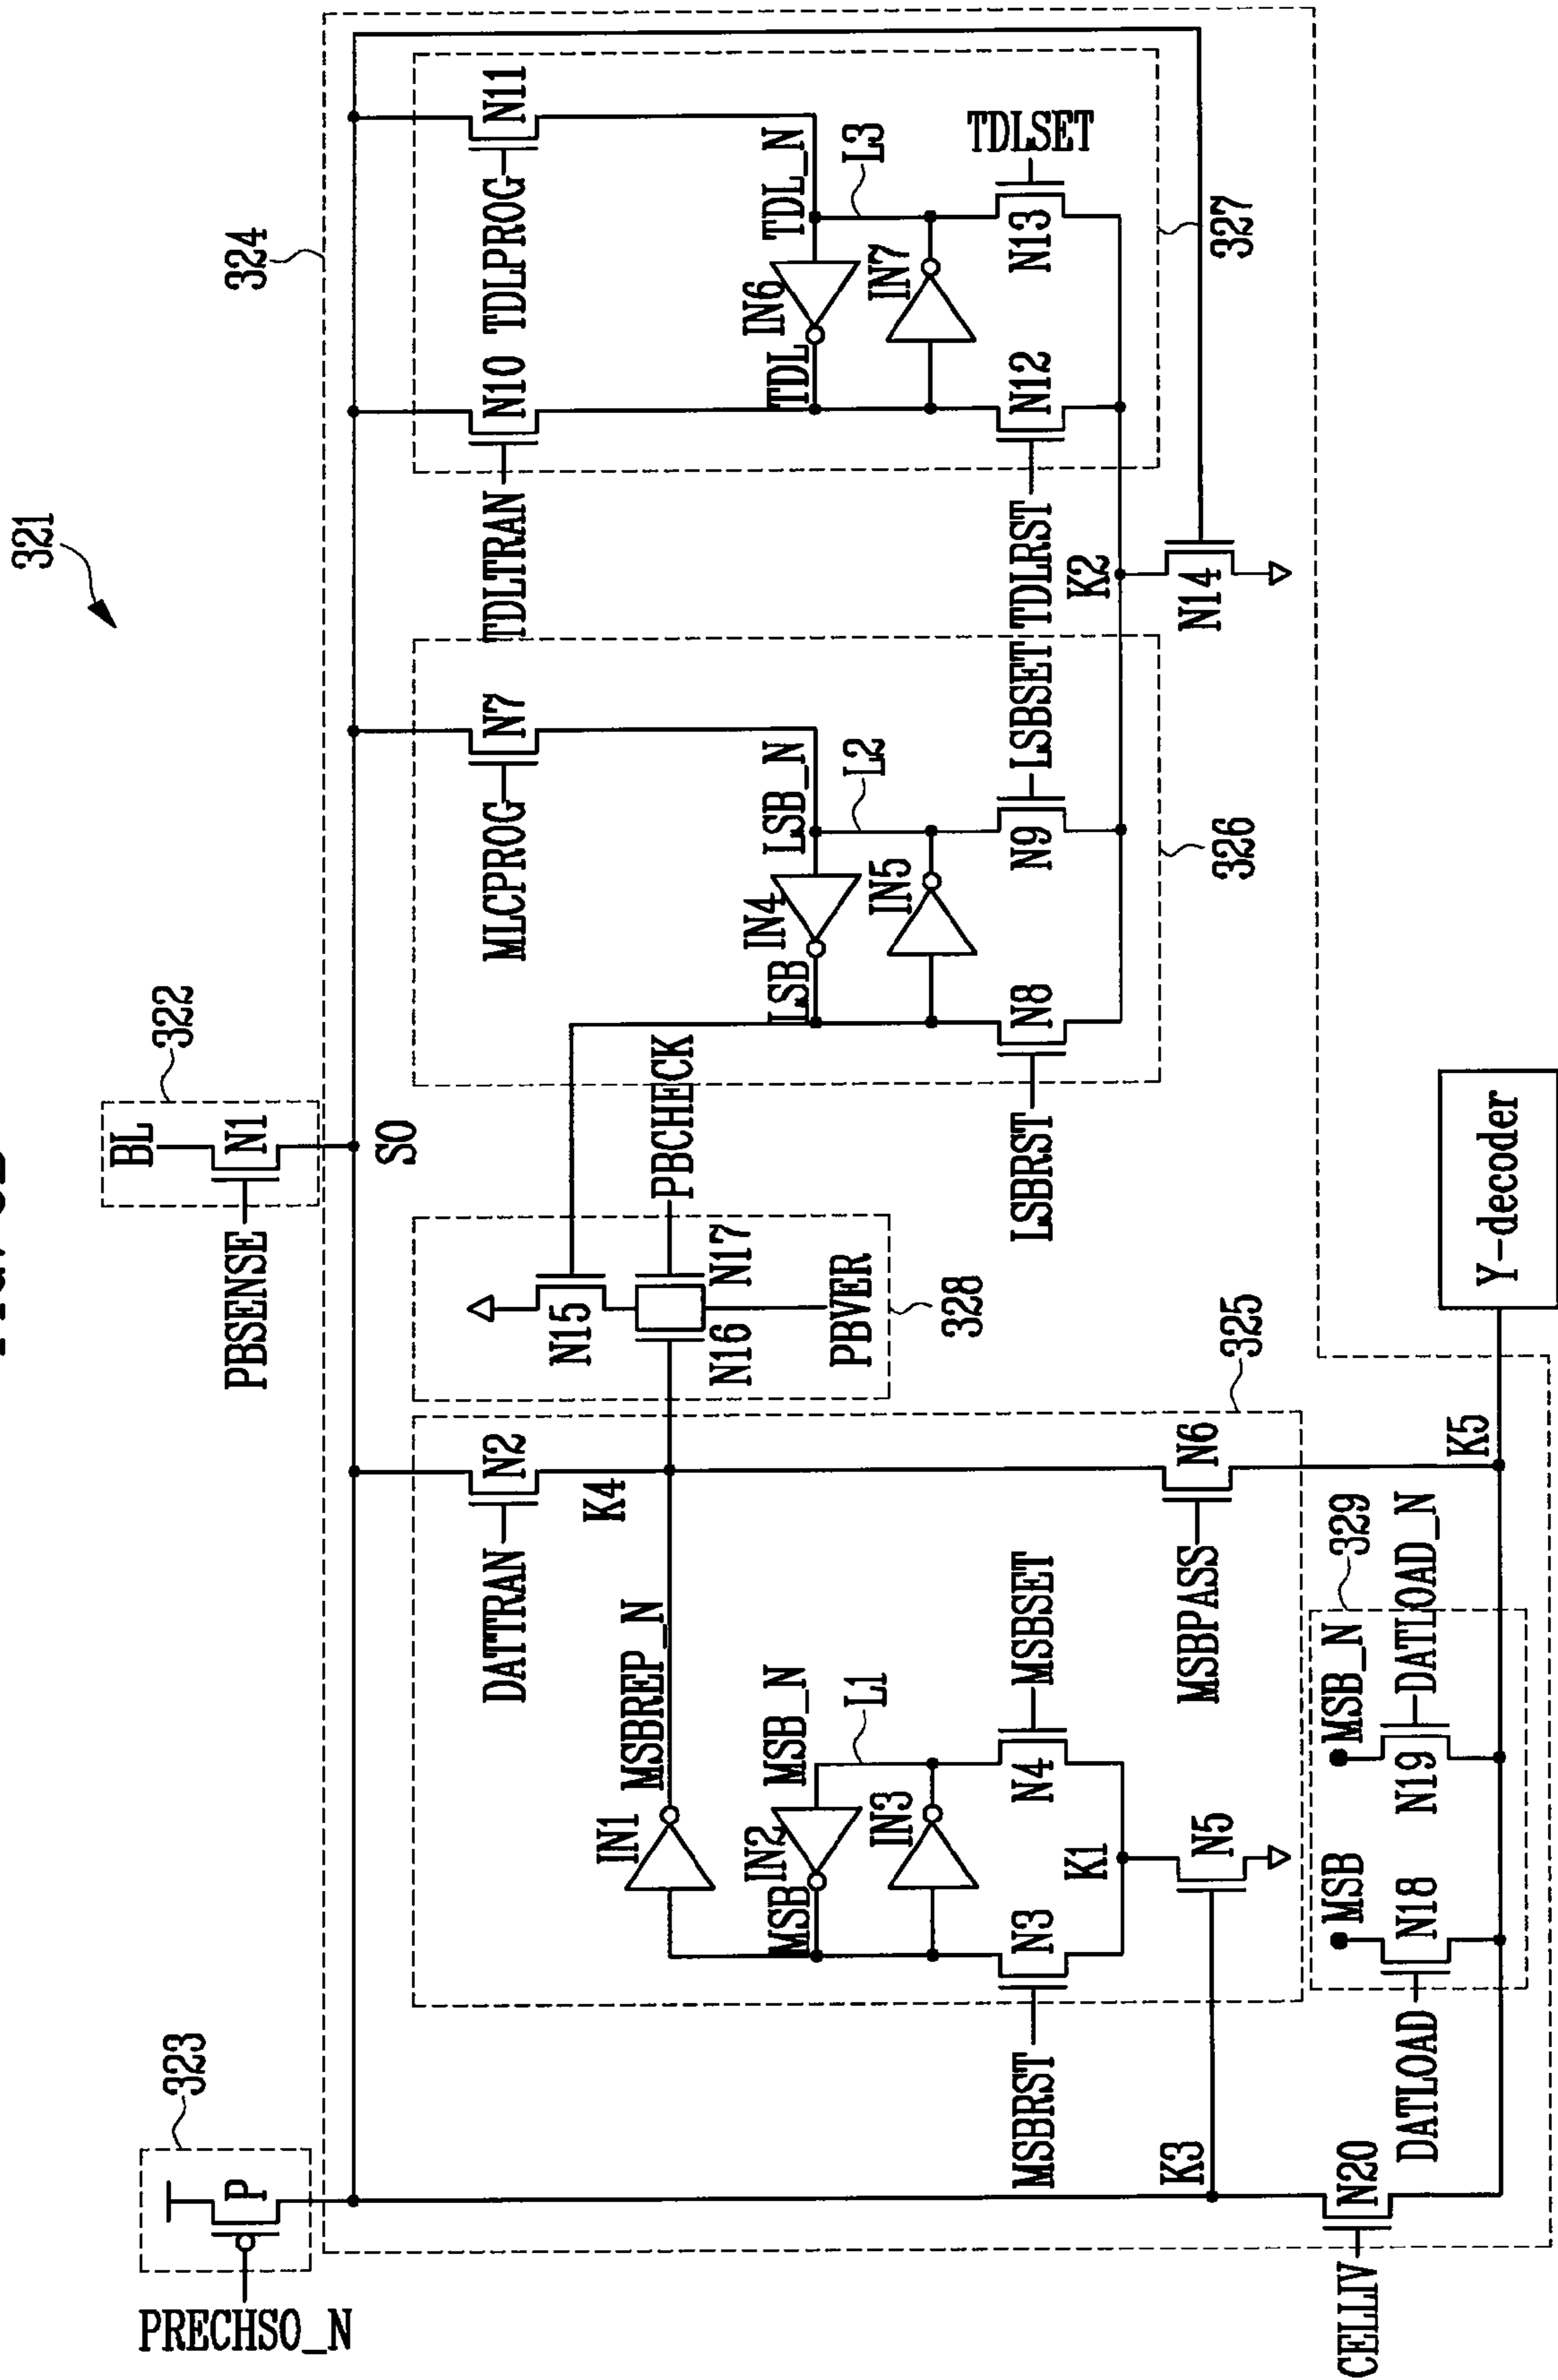 321
PRECHSO_N
P
323
PBSENSE
BL
N1
322
SO
324
DATTRAN
N2
K4
MSBREP_N
IN1
MSB
IN2
MSB_N
L1
IN3
MSBRST
N3
N4
MSBSET
K1
N5
K3
MSBPASS
N6
325
N15
N16
N17
PBCHECK
PBVER
328
MLCPROG
N7
LSB
IN4
LSB_N
L2
IN5
LSBRST
N8
N9
LSBSET
326
TDLTRAN
N10
TDLPROG
N11
TDL
IN6
TDL_N
L3
IN7
TDLRST
N12
N13
TDLSET
K2
N14
327
CELLIV
N20
DATLOAD
MSB
N18
MSB_N
N19
DATLOAD_N
329
K5
Y-decoder